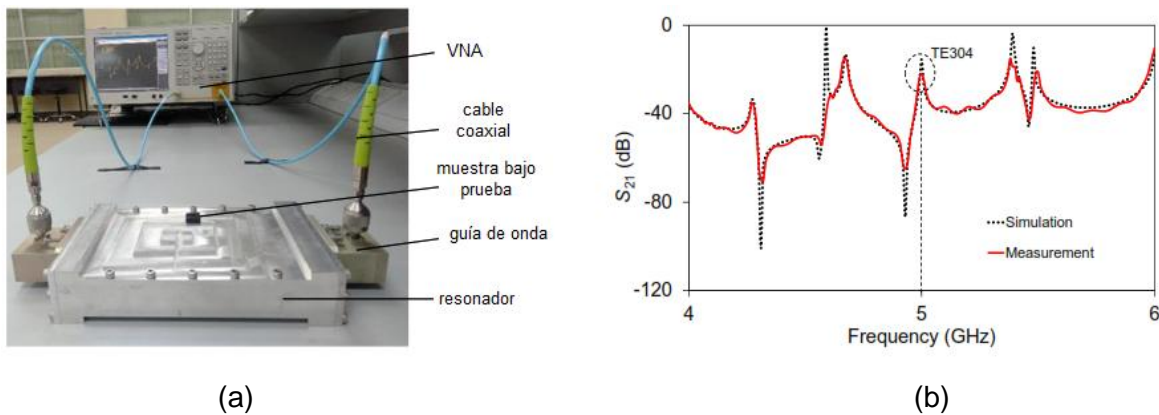 VNA
cable
coaxial
muestra bajo
prueba
guía de onda
resonador
(a)
0
-40
-80
-120
S21 (dB)
TE304
Simulation
Measurement
4
5
6
Frequency (GHz)
(b)